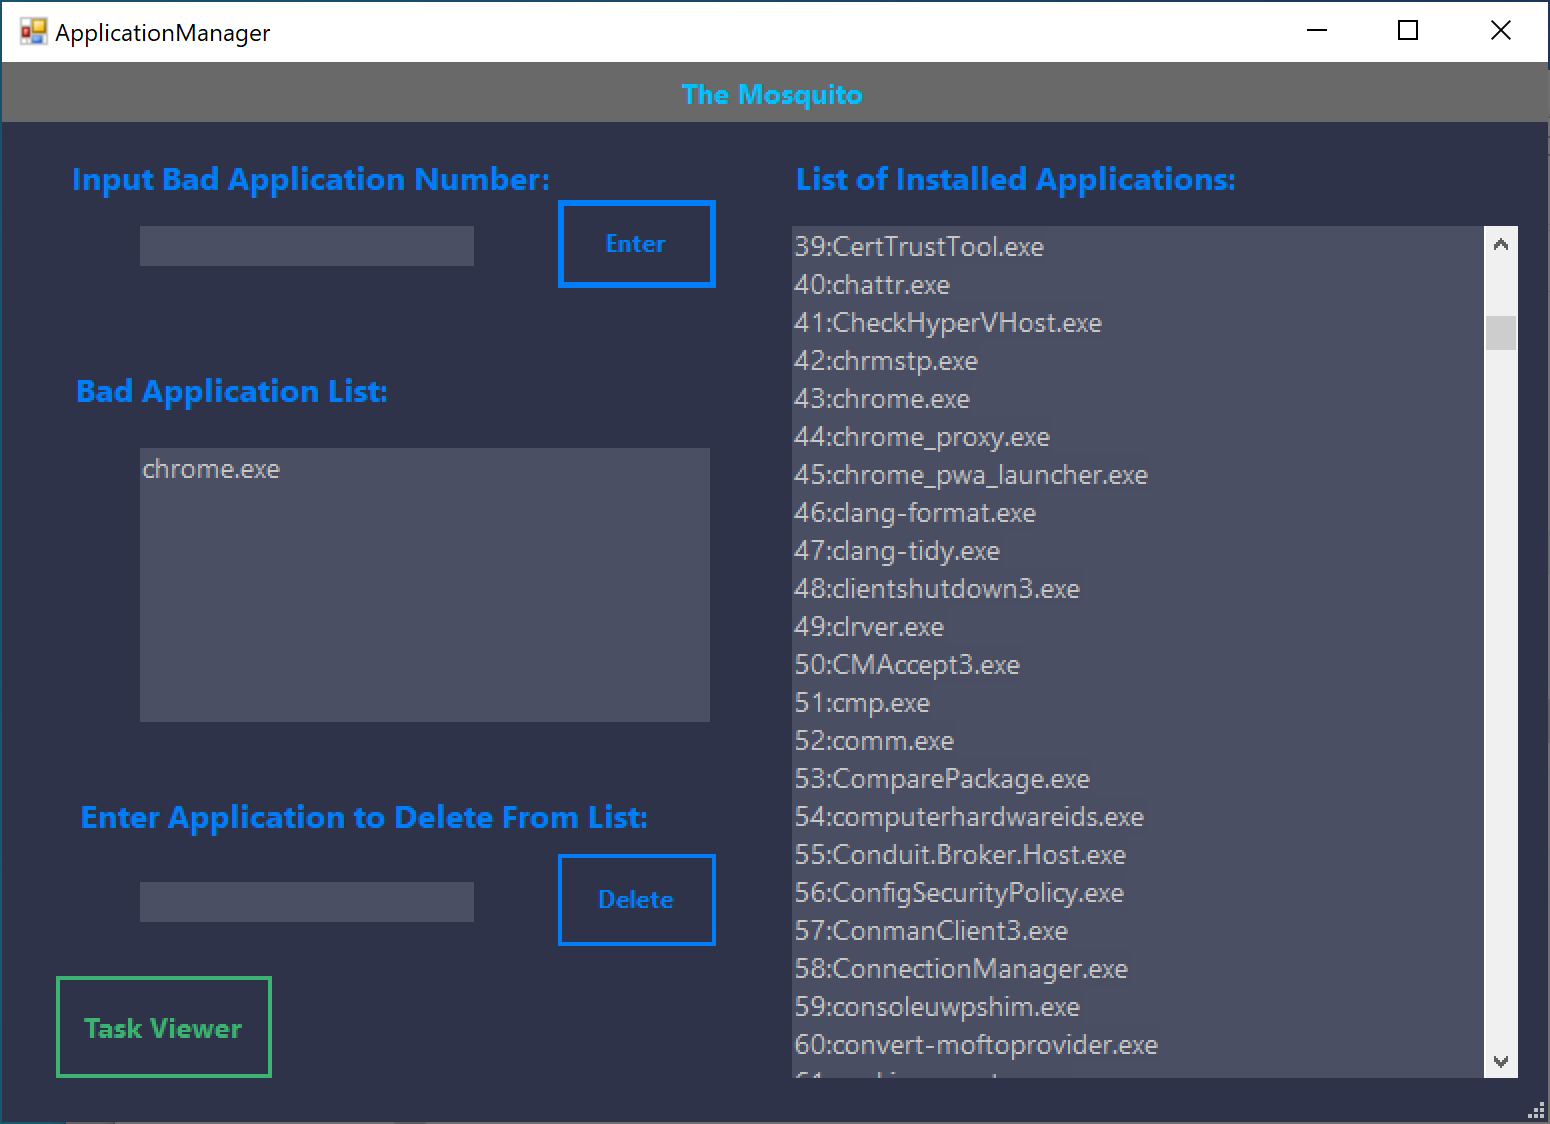 ApplicationManager
The Mosquito
Input Bad Application Number:
Enter
Bad Application List:
chrome.exe
Enter Application to Delete From List:
Delete
Task Viewer
List of Installed Applications:
39:CertTrustTool.exe
40:chattr.exe
41:CheckHyperVHost.exe
42:chrmstp.exe
43:chrome.exe
44:chrome_proxy.exe
45:chrome_pwa_launcher.exe
46:clang-format.exe
47:clang-tidy.exe
48:clientshutdown3.exe
49:clrver.exe
50:CMAccept3.exe
51:cmp.exe
52:comm.exe
53:ComparePackage.exe
54:computerhardwareids.exe
55:Conduit.Broker.Host.exe
56:ConfigSecurityPolicy.exe
57:ConmanClient3.exe
58:ConnectionManager.exe
59:consoleuwpshim.exe
60:convert-moftoprovider.exe